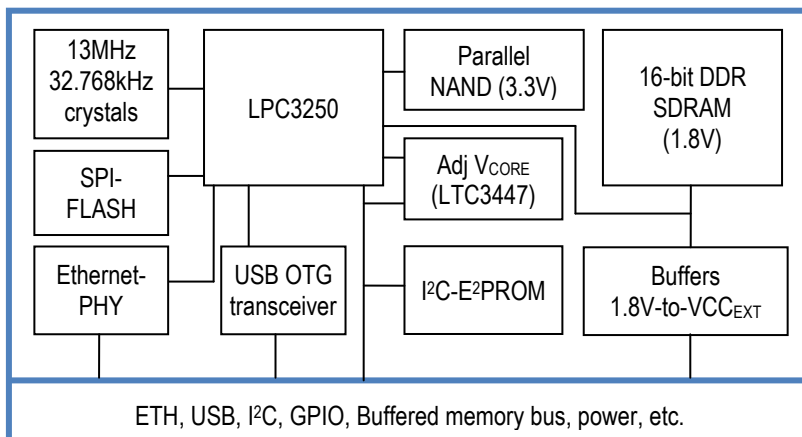 13MHz
32.768kHz
crystals
LPC3250
Parallel
NAND (3.3V)
16-bit DDR
SDRAM
(1.8V)
SPI-
FLASH
Adj VCORE
(LTC3447)
Ethernet-
PHY
USB OTG
transceiver
I²C-E²PROM
Buffers
1.8V-to-VCCEXT
ETH, USB, I²C, GPIO, Buffered memory bus, power, etc.